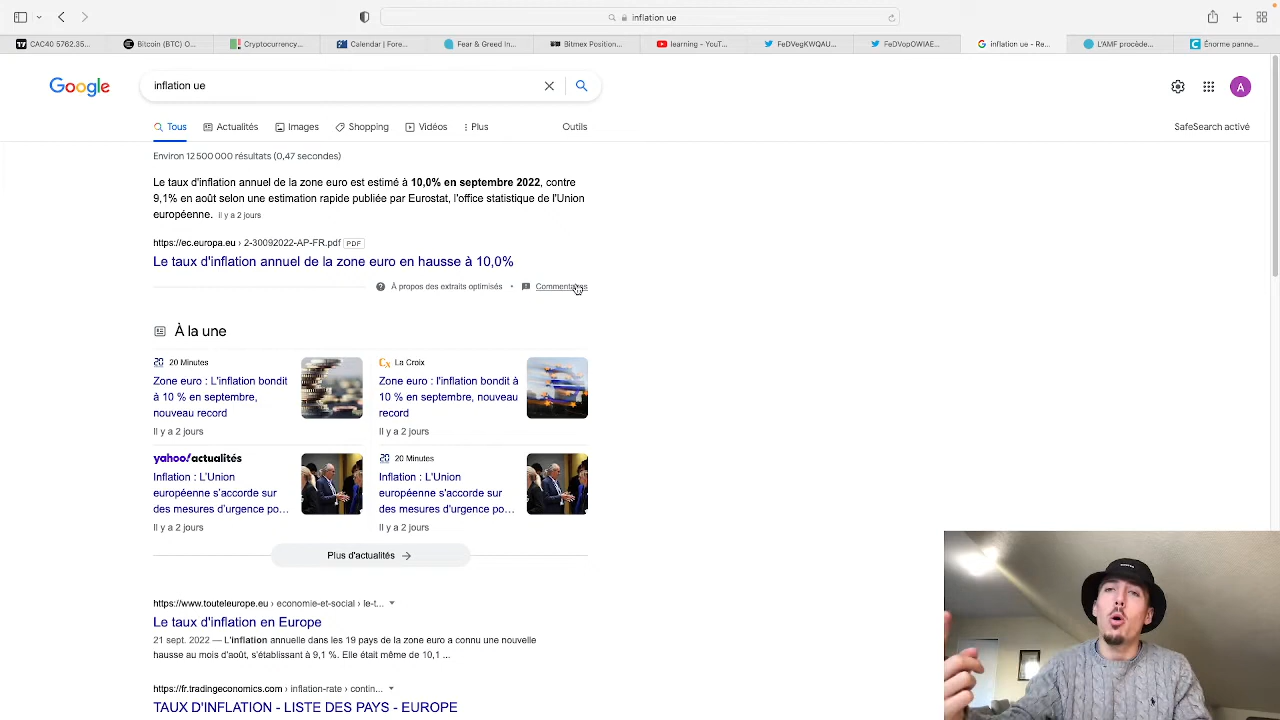 inflation ue
CAC40 5762.35...
Bitcoin (BTC) O...
Cryptocurrency...
Calendar | Fore...
Fear & Greed In...
Bitmex Position...
learning - YouT...
FeDVegKWQAU...
FeDVopOWIAE...
inflation ue - Re...
L'AMF procède...
Énorme panne...
Google
inflation ue
A
Tous
Actualités
Images
Shopping
Vidéos
Plus
Outils
SafeSearch activé
Environ 12 500 000 résultats (0,47 secondes)
Le taux d'inflation annuel de la zone euro est estimé à 10,0% en septembre 2022, contre
9,1% en août selon une estimation rapide publiée par Eurostat, l'office statistique de l'Union
européenne. il y a 2 jours
https://ec.europa.eu › 2-30092022-AP-FR.pdf PDF
Le taux d'inflation annuel de la zone euro en hausse à 10,0%
À propos des extraits optimisés • Commentaires
À la une
20 20 Minutes
Zone euro : L'inflation bondit
à 10 % en septembre,
nouveau record
Il y a 2 jours
Cx La Croix
Zone euro : l'inflation bondit à
10 % en septembre, nouveau
record
Il y a 2 jours
yahoo!actualités
Inflation : L'Union
européenne s'accorde sur
des mesures d'urgence po...
Il y a 2 jours
20 20 Minutes
Inflation : L'Union
européenne s'accorde sur
des mesures d'urgence po...
Il y a 2 jours
Plus d'actualités
https://www.touteleurope.eu › economie-et-social › le-t...
Le taux d'inflation en Europe
21 sept. 2022 — L'inflation annuelle dans les 19 pays de la zone euro a connu une nouvelle
hausse au mois d'août, s'établissant à 9,1 %. Elle était même de 10,1 ...
https://fr.tradingeconomics.com › inflation-rate › contin...
TAUX D'INFLATION - LISTE DES PAYS - EUROPE